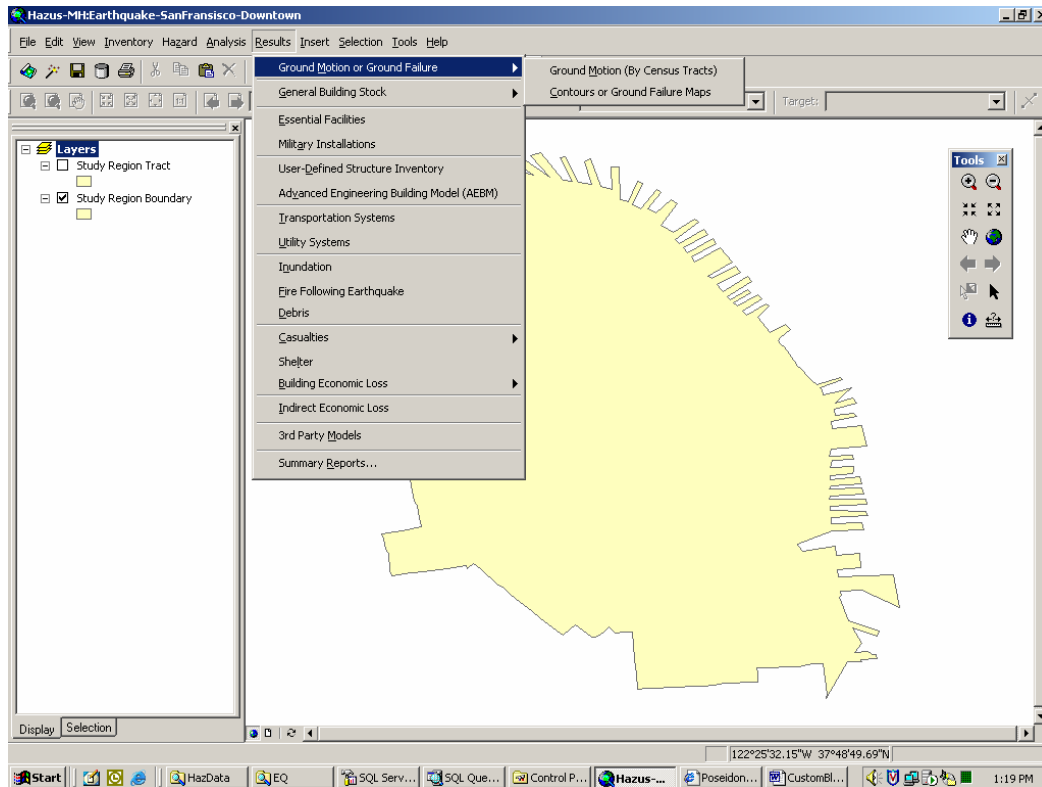 Hazus-MH:Earthquake-SanFransisco-Downtown
File Edit View Inventory Hazard Analysis Results Insert Selection Tools Help
Target:
Layers
Study Region Tract
Study Region Boundary
Ground Motion or Ground Failure
General Building Stock
Essential Facilities
Military Installations
User-Defined Structure Inventory
Advanced Engineering Building Model (AEBM)
Transportation Systems
Utility Systems
Inundation
Fire Following Earthquake
Debris
Casualties
Shelter
Building Economic Loss
Indirect Economic Loss
3rd Party Models
Summary Reports...
Ground Motion (By Census Tracts)
Contours or Ground Failure Maps
Tools
Display Selection
122°25'32.15"W 37°48'49.69"N
Start HazData EQ SQL Serv... SQL Que... Control P... Hazus-... Poseidon... CustomBl... 1:19 PM